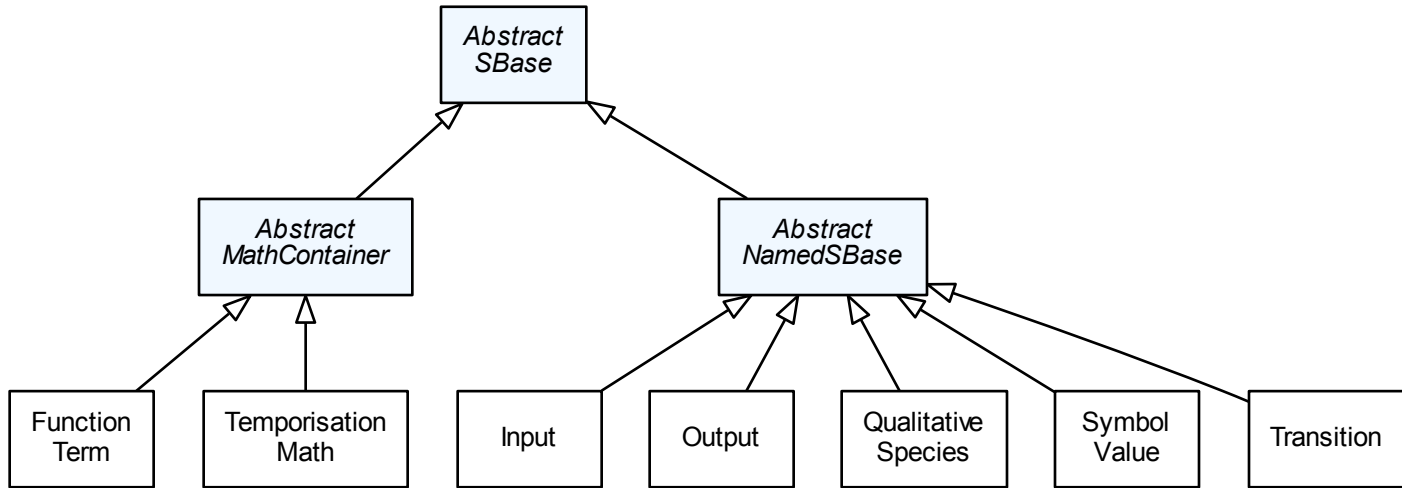 Abstract
SBase
Abstract
MathContainer
Abstract
NamedSBase
Function
Term
Temporisation
Math
Input
Output
Qualitative
Species
Symbol
Value
Transition